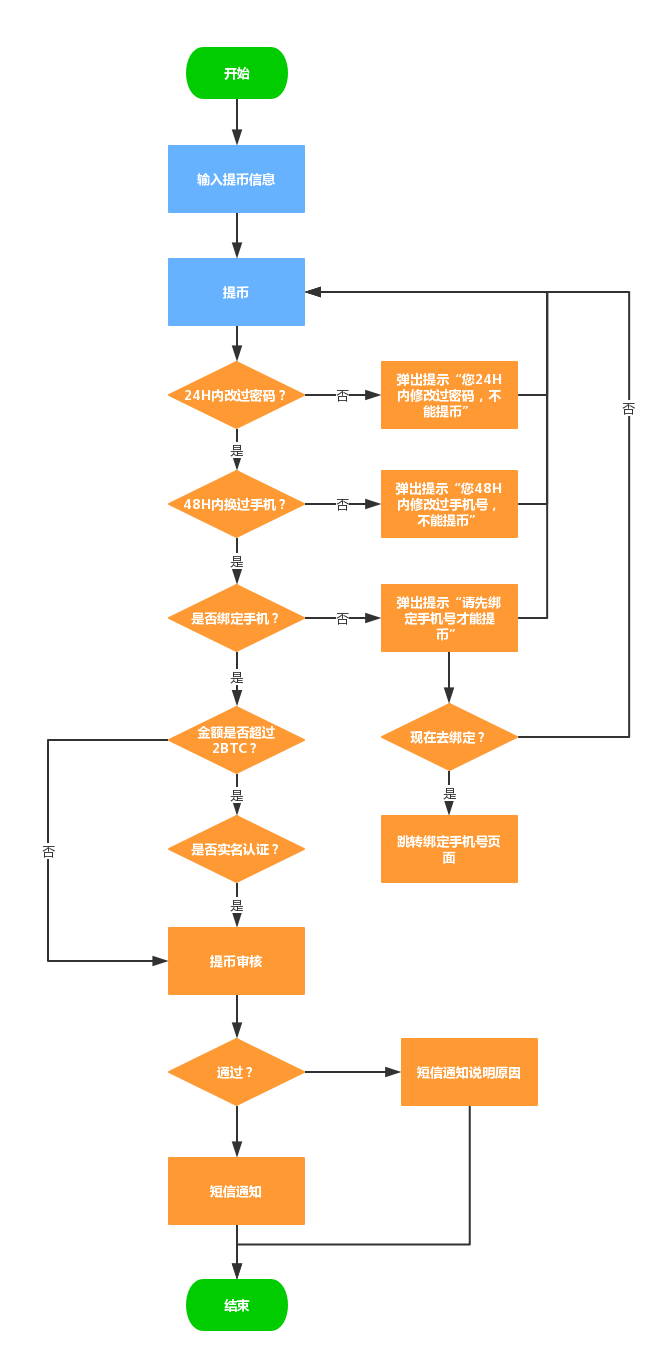 开始
输入提币信息
提币
24H内改过密码？
否
弹出提示“您24H
内修改过密码，不
能提币”
否
是
48H内换过手机？
否
弹出提示“您48H
内修改过手机号，
不能提币”
是
是否绑定手机？
否
弹出提示“请先绑
定手机号才能提
币”
是
金额是否超过
2BTC？
现在去绑定？
是
是
否
是否实名认证？
跳转绑定手机号页
面
是
提币审核
通过？
短信通知说明原因
短信通知
结束